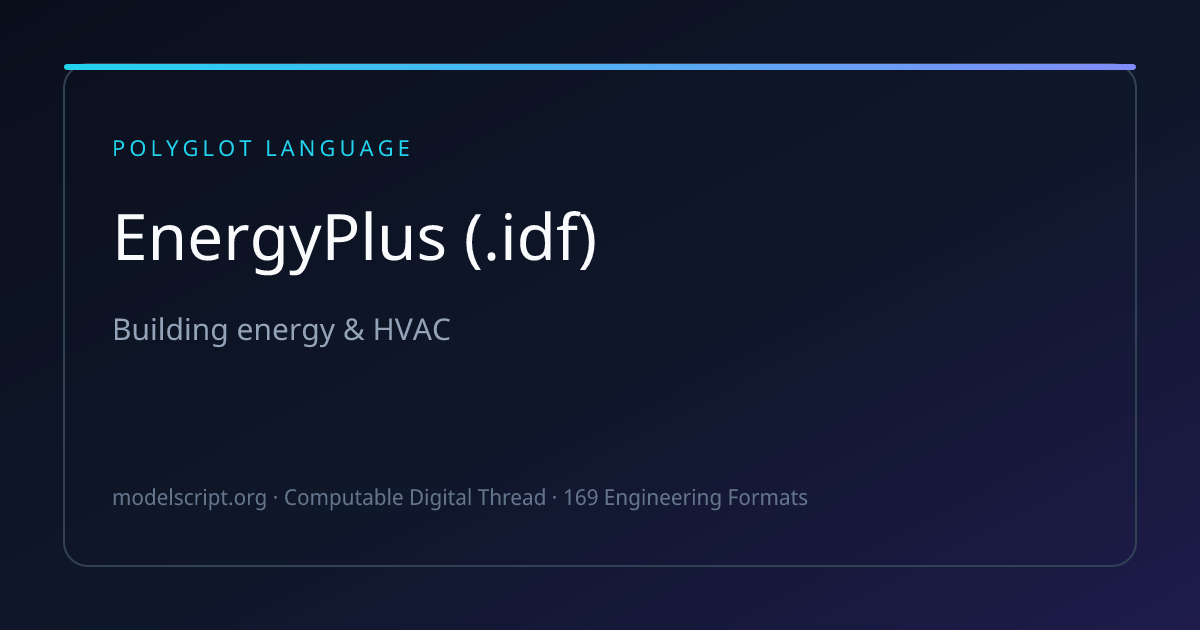 POLYGLOT LANGUAGE
EnergyPlus (.idf)
Building energy & HVAC
modelscript.org · Computable Digital Thread · 169 Engineering Formats